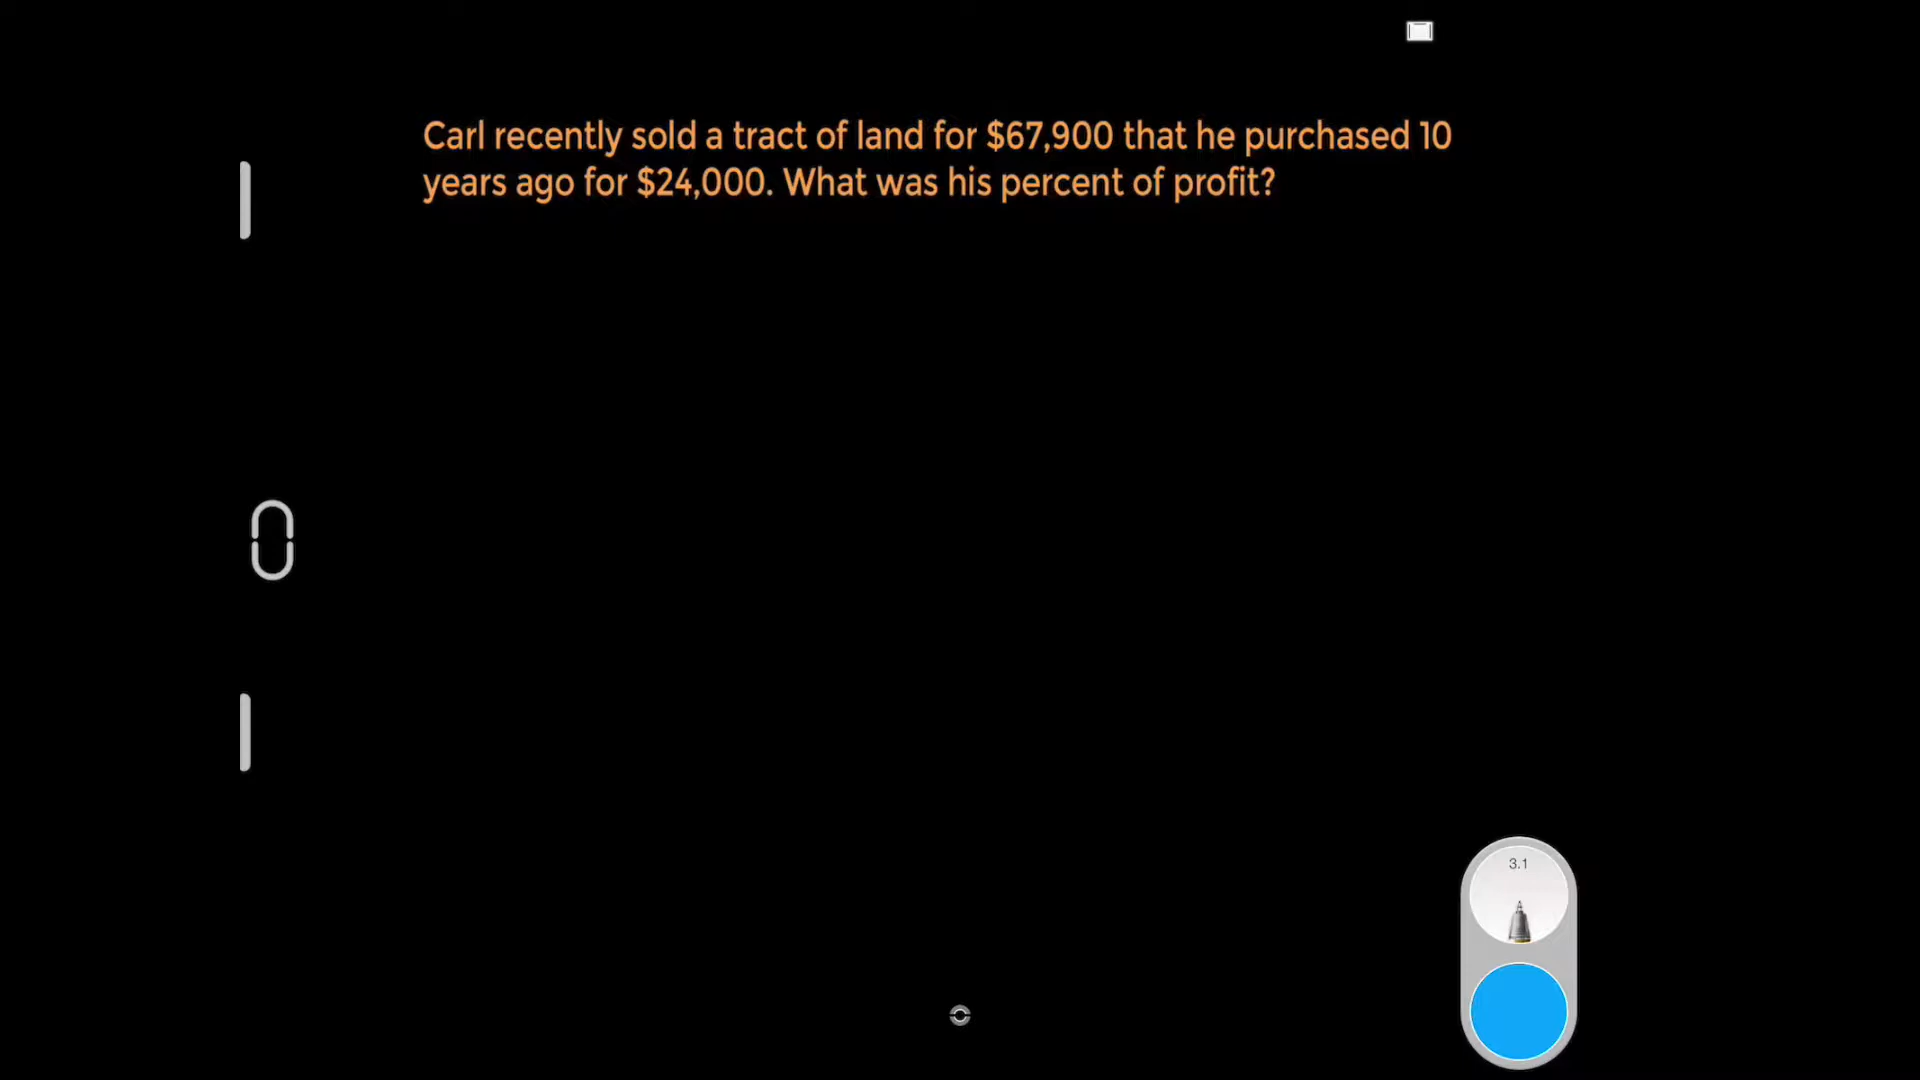 Carl recently sold a tract of land for $67,900 that he purchased 10
years ago for $24,000. What was his percent of profit?
3.1